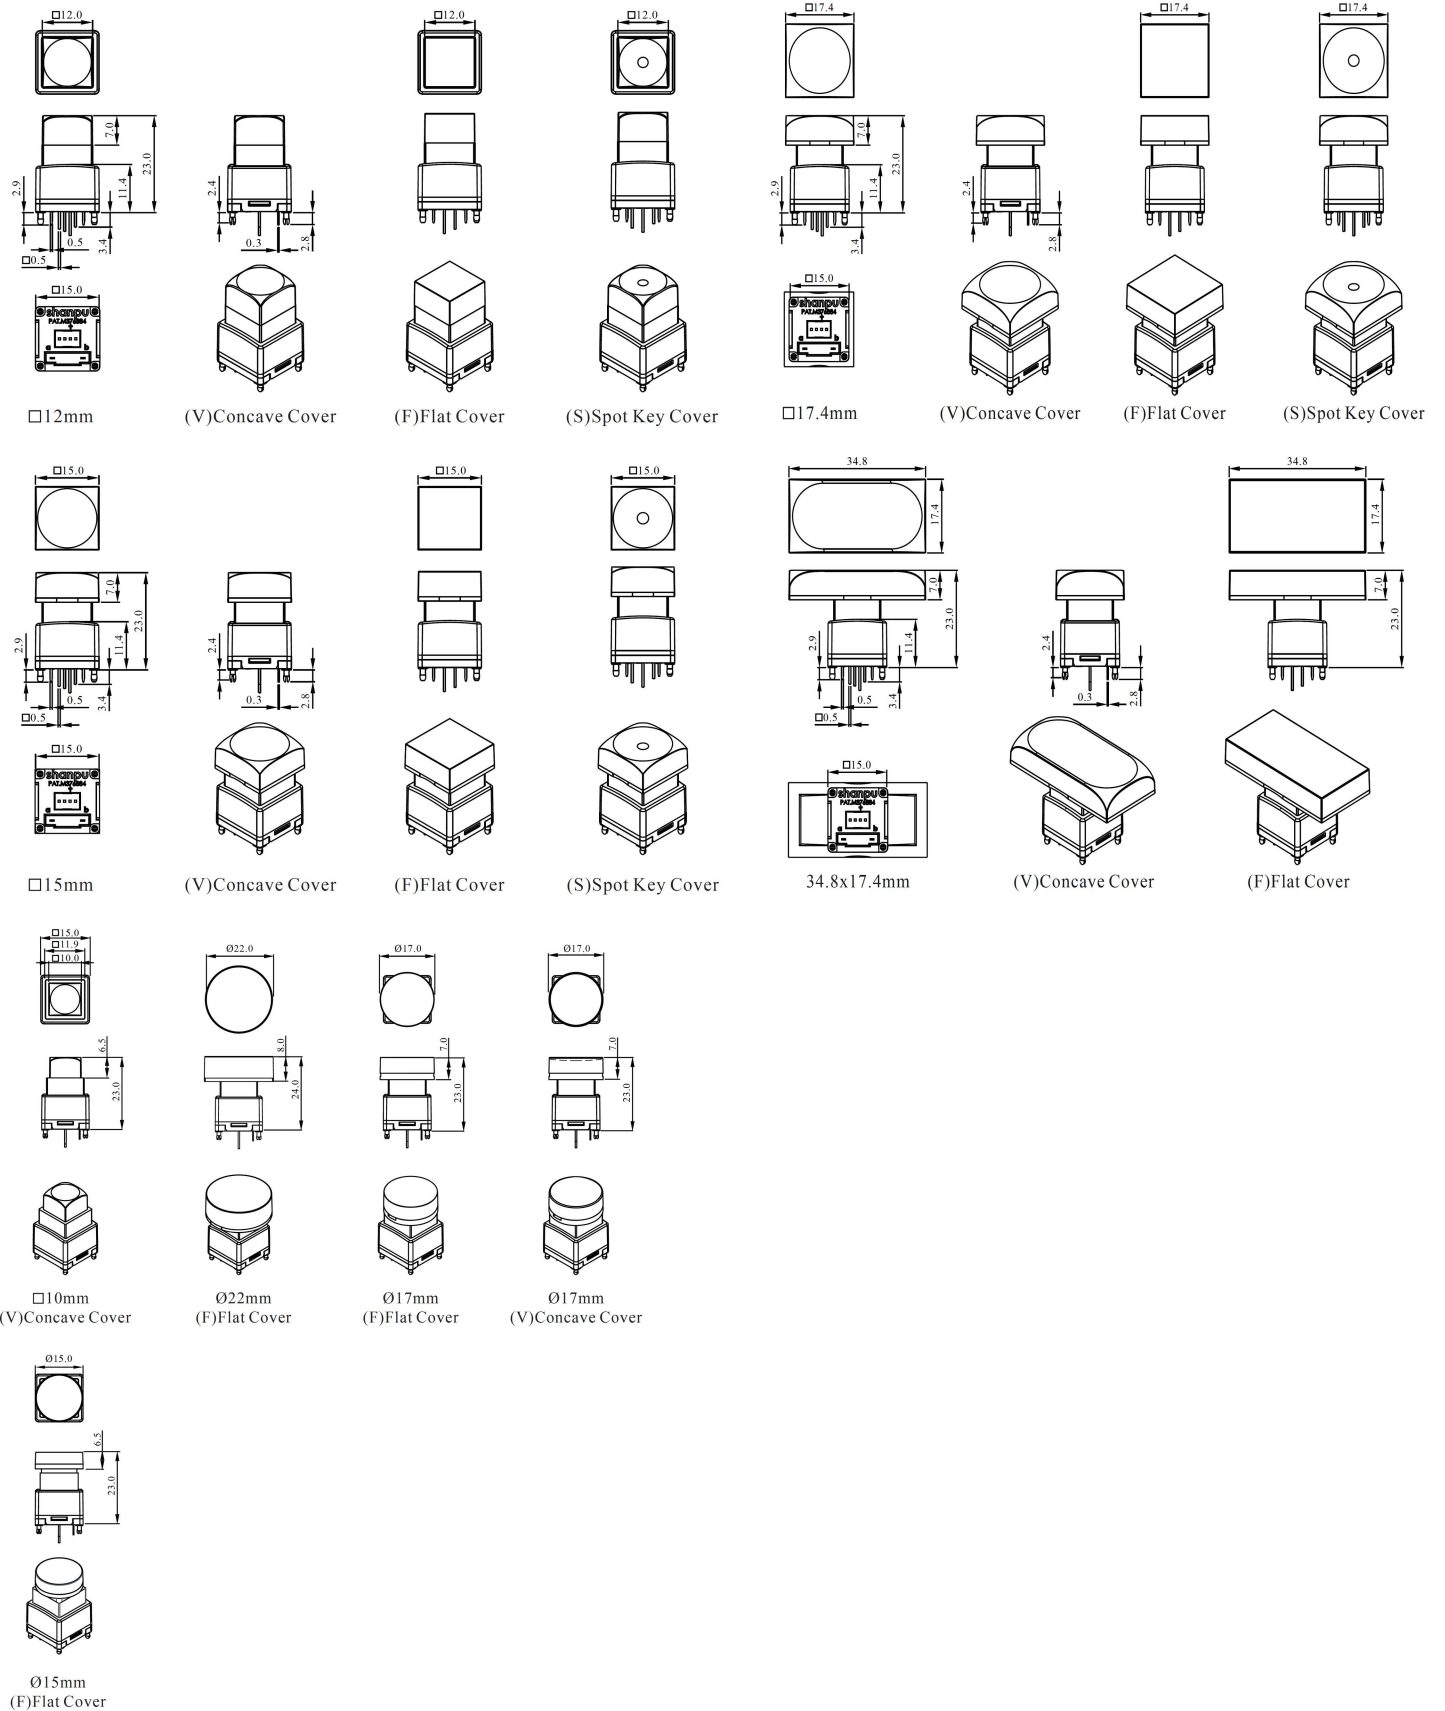 □12.0
□12.0
□12.0
7.0
23.0
11.4
2.9
0.5
3.4
□0.5
2.4
0.3
2.8
□15.0
shanpu
PAT.M376884
a b
□12mm
(V)Concave Cover
(F)Flat Cover
(S)Spot Key Cover
□17.4
□17.4
□17.4
7.0
23.0
11.4
2.9
3.4
2.4
2.8
□15.0
shanpu
PAT.M376884
a b
□17.4mm
(V)Concave Cover
(F)Flat Cover
(S)Spot Key Cover
□15.0
□15.0
□15.0
7.0
23.0
11.4
2.9
0.5
3.4
□0.5
2.4
0.3
2.8
□15.0
shanpu
PAT.M376884
a b
□15mm
(V)Concave Cover
(F)Flat Cover
(S)Spot Key Cover
34.8
17.4
34.8
17.4
7.0
23.0
11.4
2.9
0.5
3.4
□0.5
2.4
0.3
2.8
7.0
23.0
□15.0
shanpu
PAT.M376884
a b
34.8x17.4mm
(V)Concave Cover
(F)Flat Cover
□15.0
□11.9
□10.0
6.5
23.0
□10mm
(V)Concave Cover
Ø22.0
8.0
24.0
Ø22mm
(F)Flat Cover
Ø17.0
7.0
23.0
Ø17mm
(F)Flat Cover
Ø17.0
7.0
23.0
Ø17mm
(V)Concave Cover
Ø15.0
6.5
23.0
Ø15mm
(F)Flat Cover